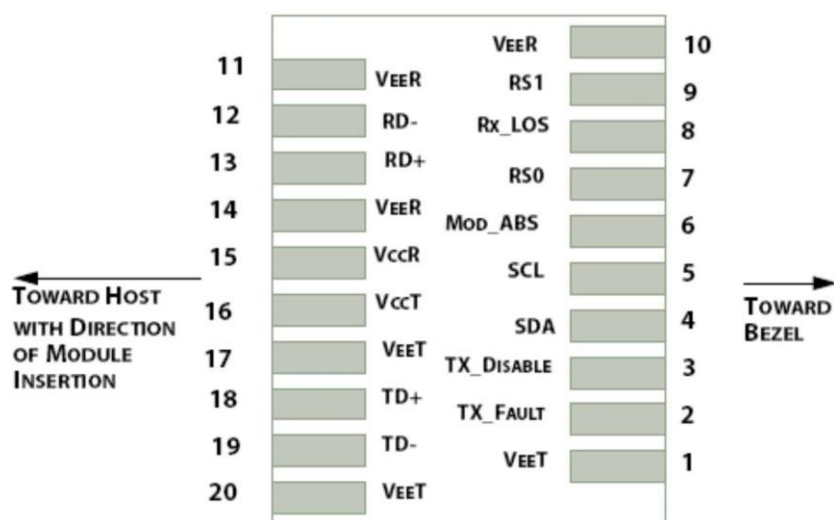 VEER 10
11 VEER
RS1 9
12 RD-
Rx_LOS 8
13 RD+
RS0 7
14 VEER
MOD_ABS 6
15 VCCR
SCL 5
TOWARD HOST
WITH DIRECTION
OF MODULE
INSERTION
TOWARD
BEZEL
16 VCCT
SDA 4
17 VEET
TX_DISABLE 3
18 TD+
TX_FAULT 2
19 TD-
VEET 1
20 VEET